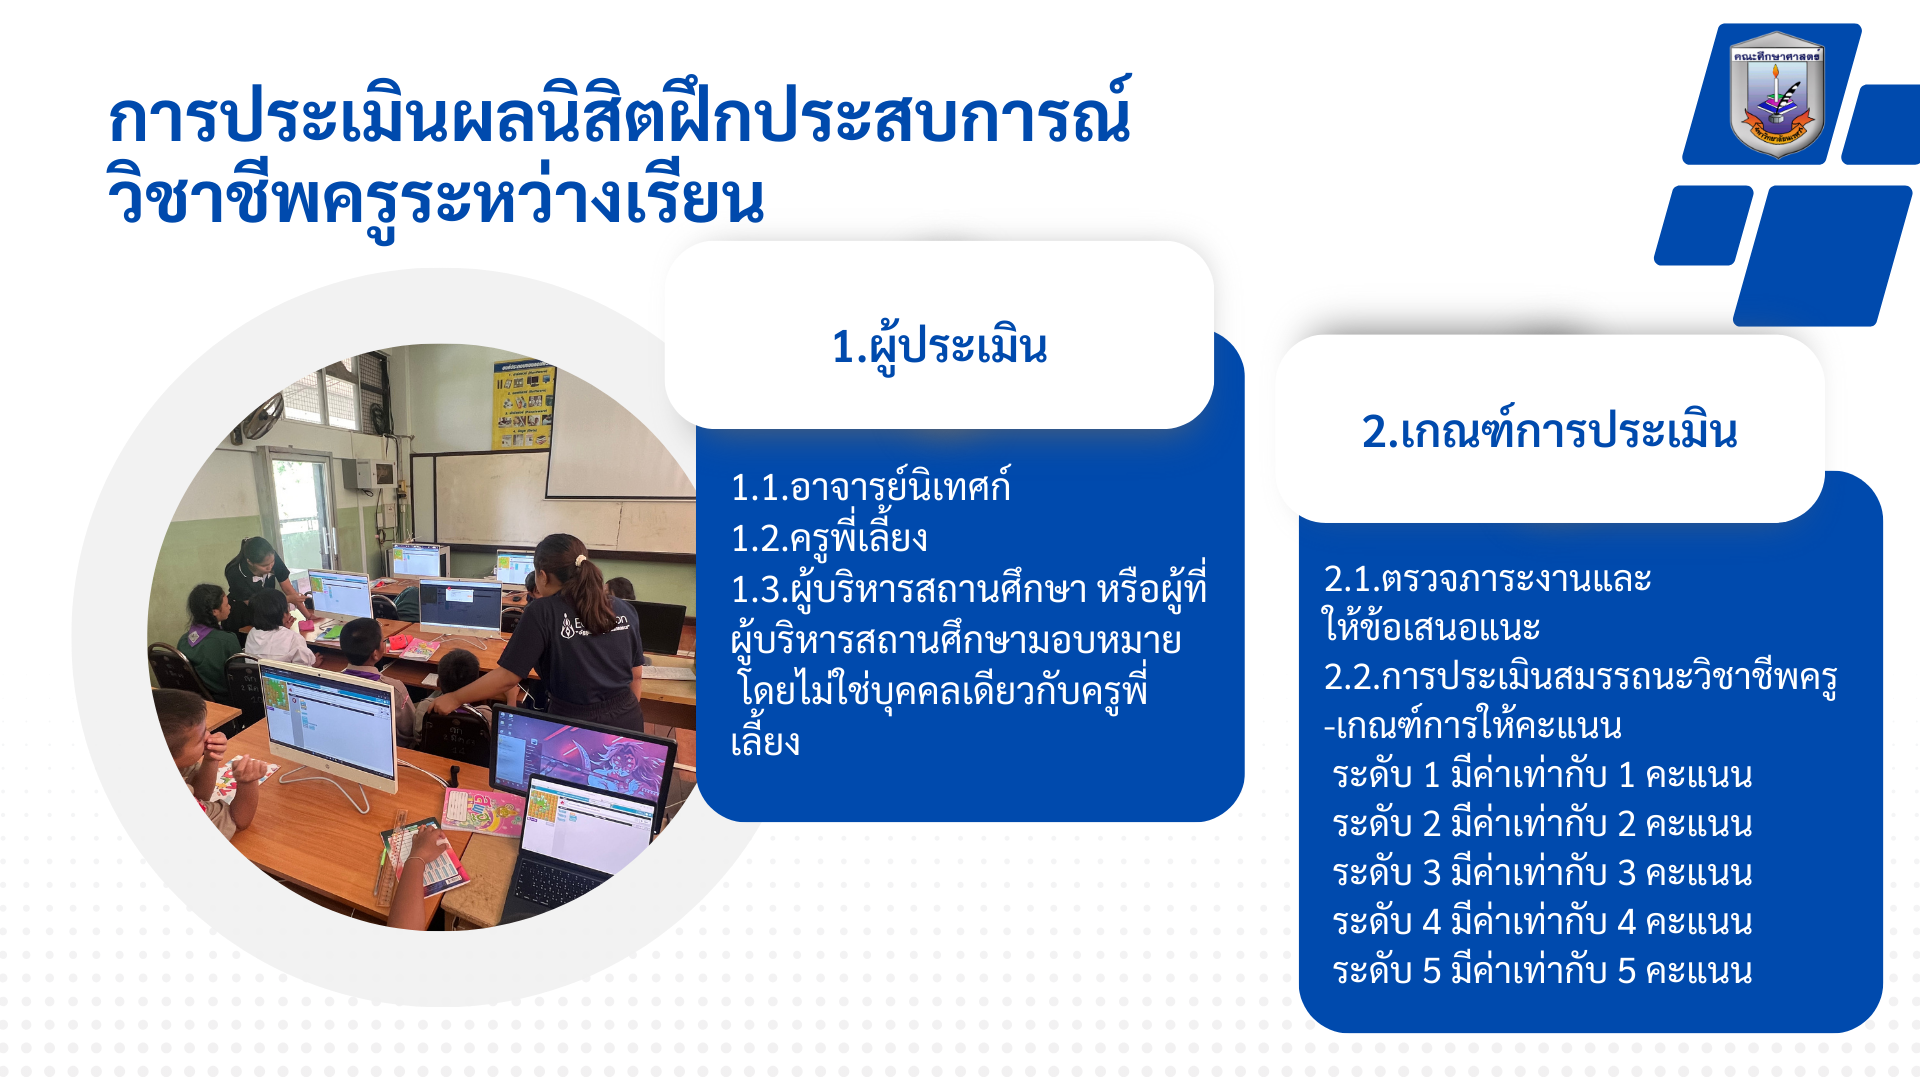 การประเมินผลนิสิตฝึกประสบการณ์
วิชาชีพครูระหว่างเรียน
คณะศึกษาศาสตร์
1.ผู้ประเมิน
1.1.อาจารย์นิเทศก์
1.2.ครูพี่เลี้ยง
1.3.ผู้บริหารสถานศึกษา หรือผู้ที่
ผู้บริหารสถานศึกษามอบหมาย
โดยไม่ใช่บุคคลเดียวกับครูพี่
เลี้ยง
2.เกณฑ์การประเมิน
2.1.ตรวจภาระงานและ
ให้ข้อเสนอแนะ
2.2.การประเมินสมรรถนะวิชาชีพครู
-เกณฑ์การให้คะแนน
ระดับ 1 มีค่าเท่ากับ 1 คะแนน
ระดับ 2 มีค่าเท่ากับ 2 คะแนน
ระดับ 3 มีค่าเท่ากับ 3 คะแนน
ระดับ 4 มีค่าเท่ากับ 4 คะแนน
ระดับ 5 มีค่าเท่ากับ 5 คะแนน